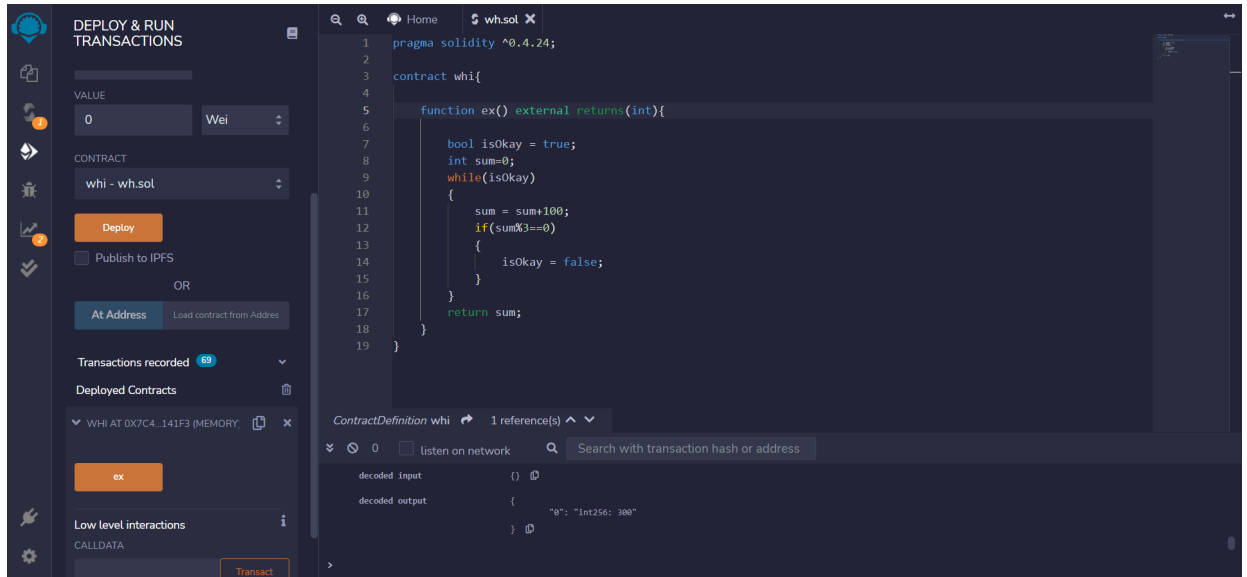 DEPLOY & RUN
TRANSACTIONS
VALUE
0 Wei
CONTRACT
whi - wh.sol
Deploy
Publish to IPFS
OR
At Address Load contract from Addres
Transactions recorded 69
Deployed Contracts
WHI AT 0X7C4...141F3 (MEMORY)
ex
Low level interactions
CALLDATA
Transact
1
2
Home wh.sol
1 pragma solidity ^0.4.24;
2
3 contract whi{
4
5 function ex() external returns(int){
6
7 bool isOkay = true;
8 int sum=0;
9 while(isOkay)
10 {
11 sum = sum+100;
12 if(sum%3==0)
13 {
14 isOkay = false;
15 }
16 }
17 return sum;
18 }
19 }
ContractDefinition whi 1 reference(s)
0 listen on network Search with transaction hash or address
decoded input {}
decoded output {
"0": "int256: 300"
}
>